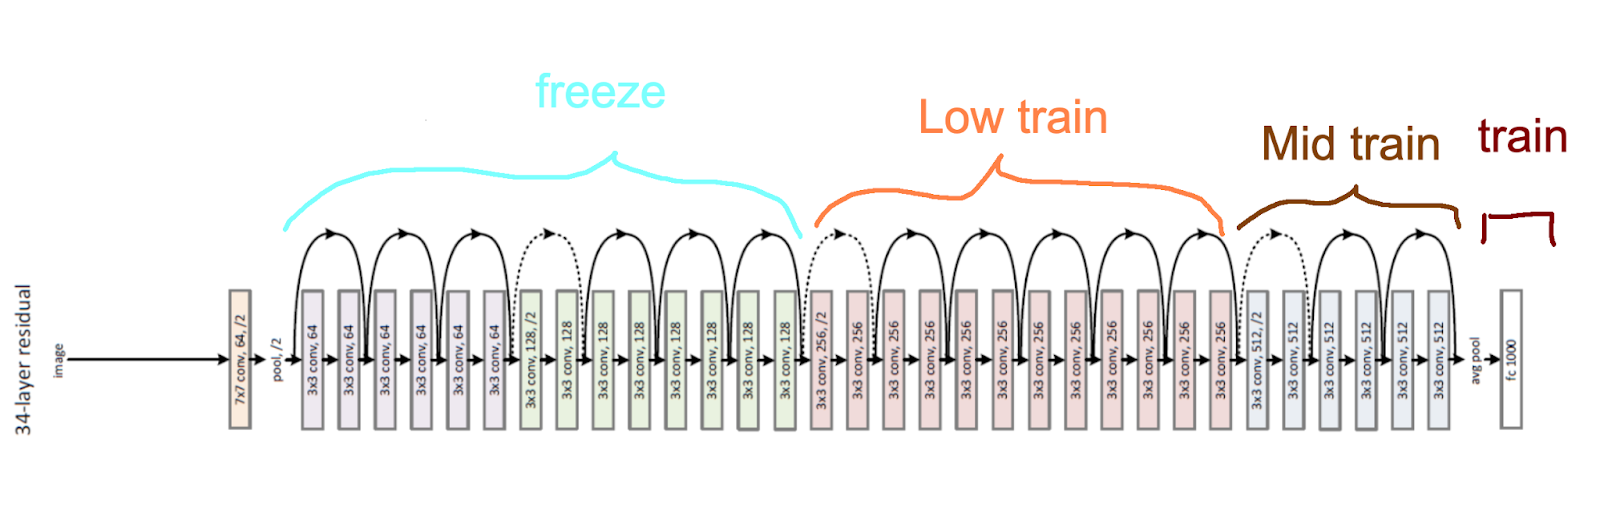 freeze
Low train
Mid train
train
34-layer residual
image
7x7 conv, 64, /2
pool, /2
3x3 conv, 64
3x3 conv, 64
3x3 conv, 64
3x3 conv, 64
3x3 conv, 64
3x3 conv, 64
3x3 conv, 128, /2
3x3 conv, 128
3x3 conv, 128
3x3 conv, 128
3x3 conv, 128
3x3 conv, 128
3x3 conv, 128
3x3 conv, 128
3x3 conv, 256, /2
3x3 conv, 256
3x3 conv, 256
3x3 conv, 256
3x3 conv, 256
3x3 conv, 256
3x3 conv, 256
3x3 conv, 256
3x3 conv, 256
3x3 conv, 256
3x3 conv, 256
3x3 conv, 256
3x3 conv, 512, /2
3x3 conv, 512
3x3 conv, 512
3x3 conv, 512
3x3 conv, 512
3x3 conv, 512
avg pool
fc 1000